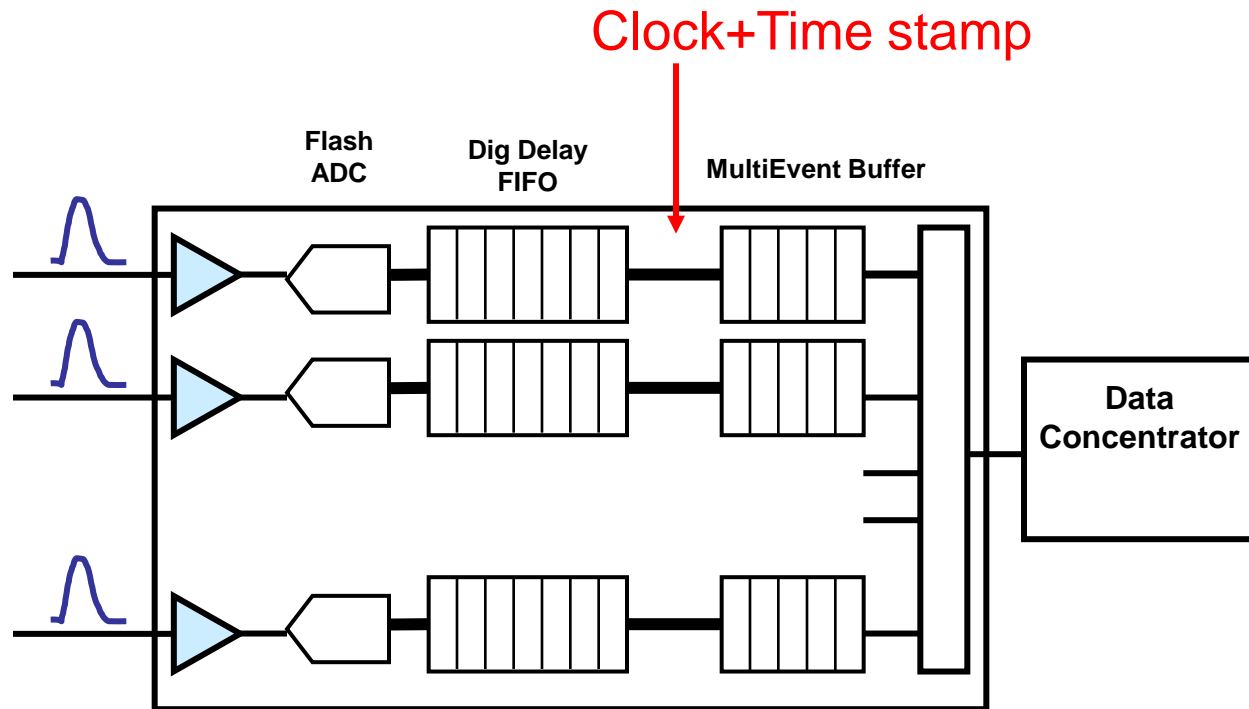 Clock+Time stamp
Flash
ADC
Dig Delay
FIFO
MultiEvent Buffer
Data
Concentrator